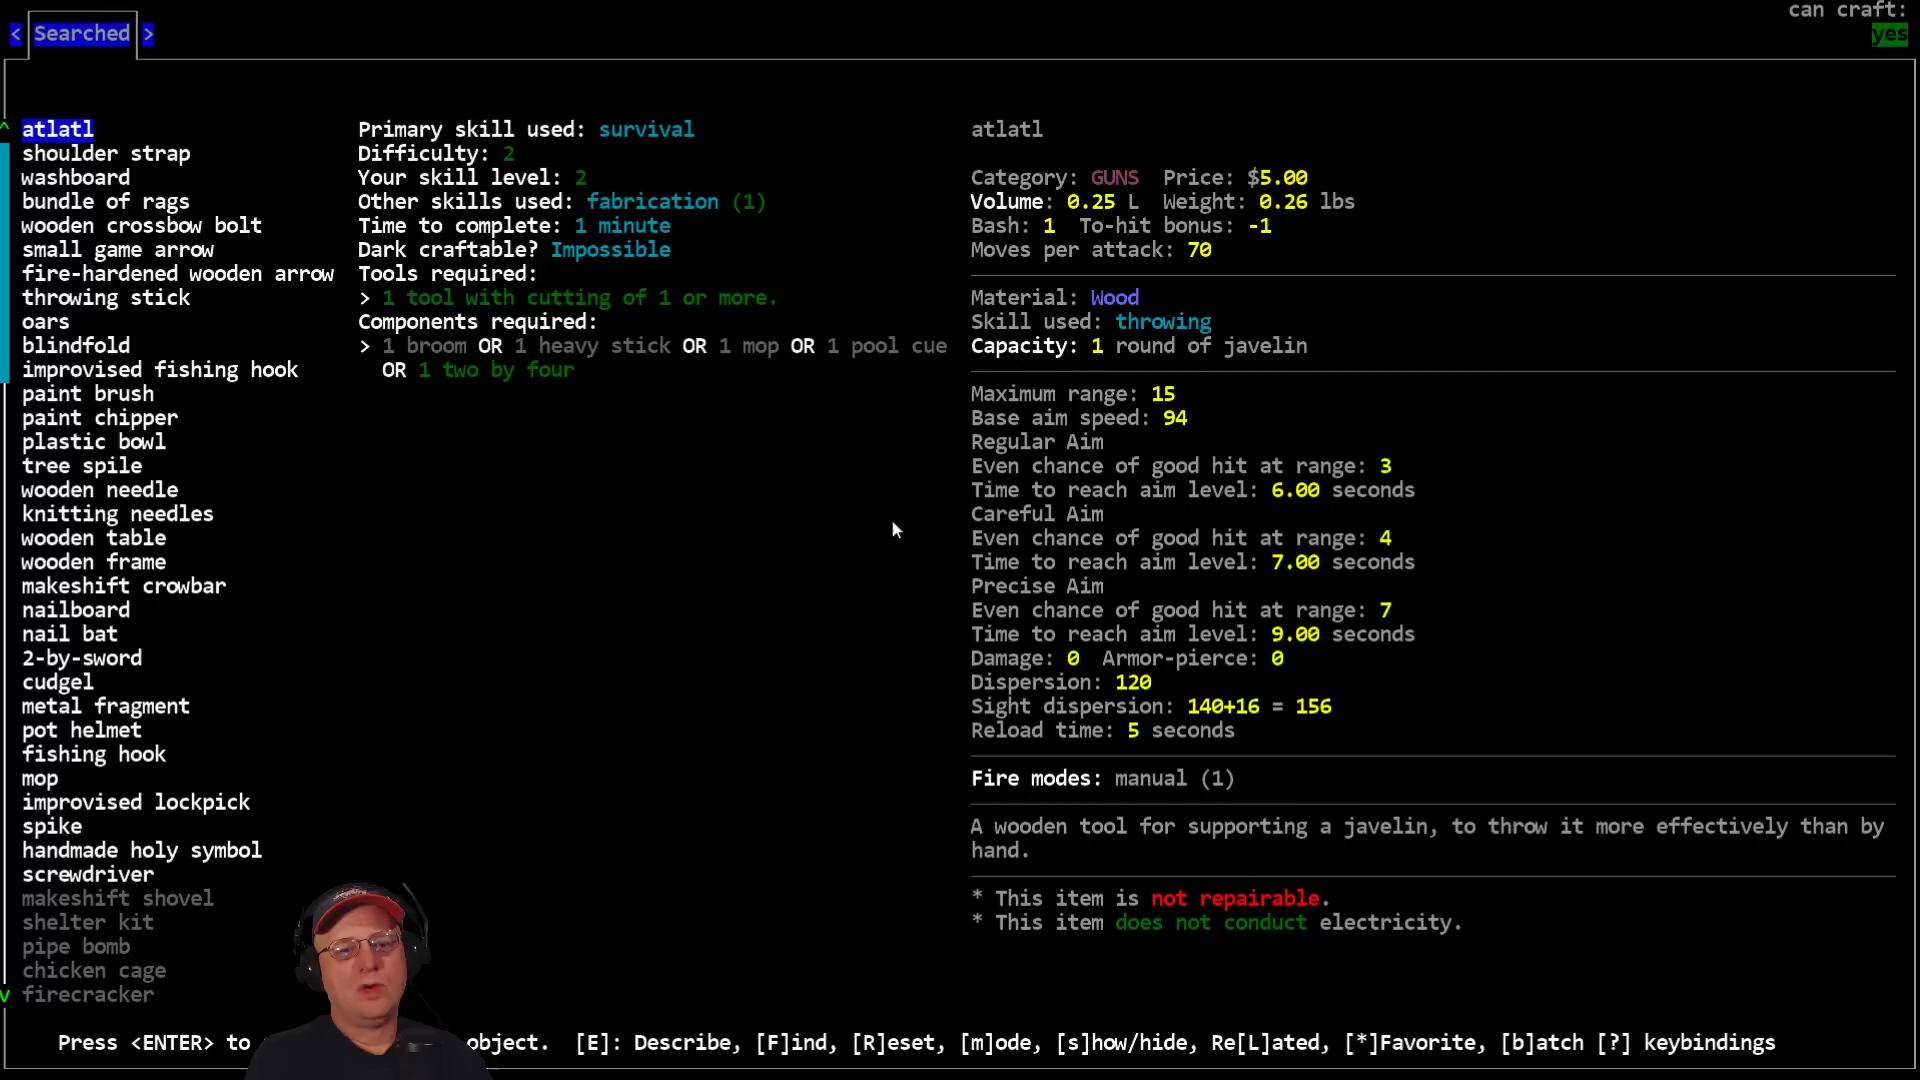 can craft:
< Searched >
yes
^
atlatl
shoulder strap
washboard
bundle of rags
wooden crossbow bolt
small game arrow
fire-hardened wooden arrow
throwing stick
oars
blindfold
improvised fishing hook
paint brush
paint chipper
plastic bowl
tree spile
wooden needle
knitting needles
wooden table
wooden frame
makeshift crowbar
nailboard
nail bat
2-by-sword
cudgel
metal fragment
pot helmet
fishing hook
mop
improvised lockpick
spike
handmade holy symbol
screwdriver
makeshift shovel
shelter kit
pipe bomb
chicken cage
v firecracker
Primary skill used: survival
Difficulty: 2
Your skill level: 2
Other skills used: fabrication (1)
Time to complete: 1 minute
Dark craftable? Impossible
Tools required:
> 1 tool with cutting of 1 or more.
Components required:
> 1 broom OR 1 heavy stick OR 1 mop OR 1 pool cue
OR 1 two by four
atlatl
Category: GUNS Price: $5.00
Volume: 0.25 L Weight: 0.26 lbs
Bash: 1 To-hit bonus: -1
Moves per attack: 70
Material: Wood
Skill used: throwing
Capacity: 1 round of javelin
Maximum range: 15
Base aim speed: 94
Regular Aim
Even chance of good hit at range: 3
Time to reach aim level: 6.00 seconds
Careful Aim
Even chance of good hit at range: 4
Time to reach aim level: 7.00 seconds
Precise Aim
Even chance of good hit at range: 7
Time to reach aim level: 9.00 seconds
Damage: 0 Armor-pierce: 0
Dispersion: 120
Sight dispersion: 140+16 = 156
Reload time: 5 seconds
Fire modes: manual (1)
A wooden tool for supporting a javelin, to throw it more effectively than by
hand.
* This item is not repairable.
* This item does not conduct electricity.
Press <ENTER> to object. [E]: Describe, [F]ind, [R]eset, [m]ode, [s]how/hide, Re[L]ated, [*]Favorite, [b]atch [?] keybindings